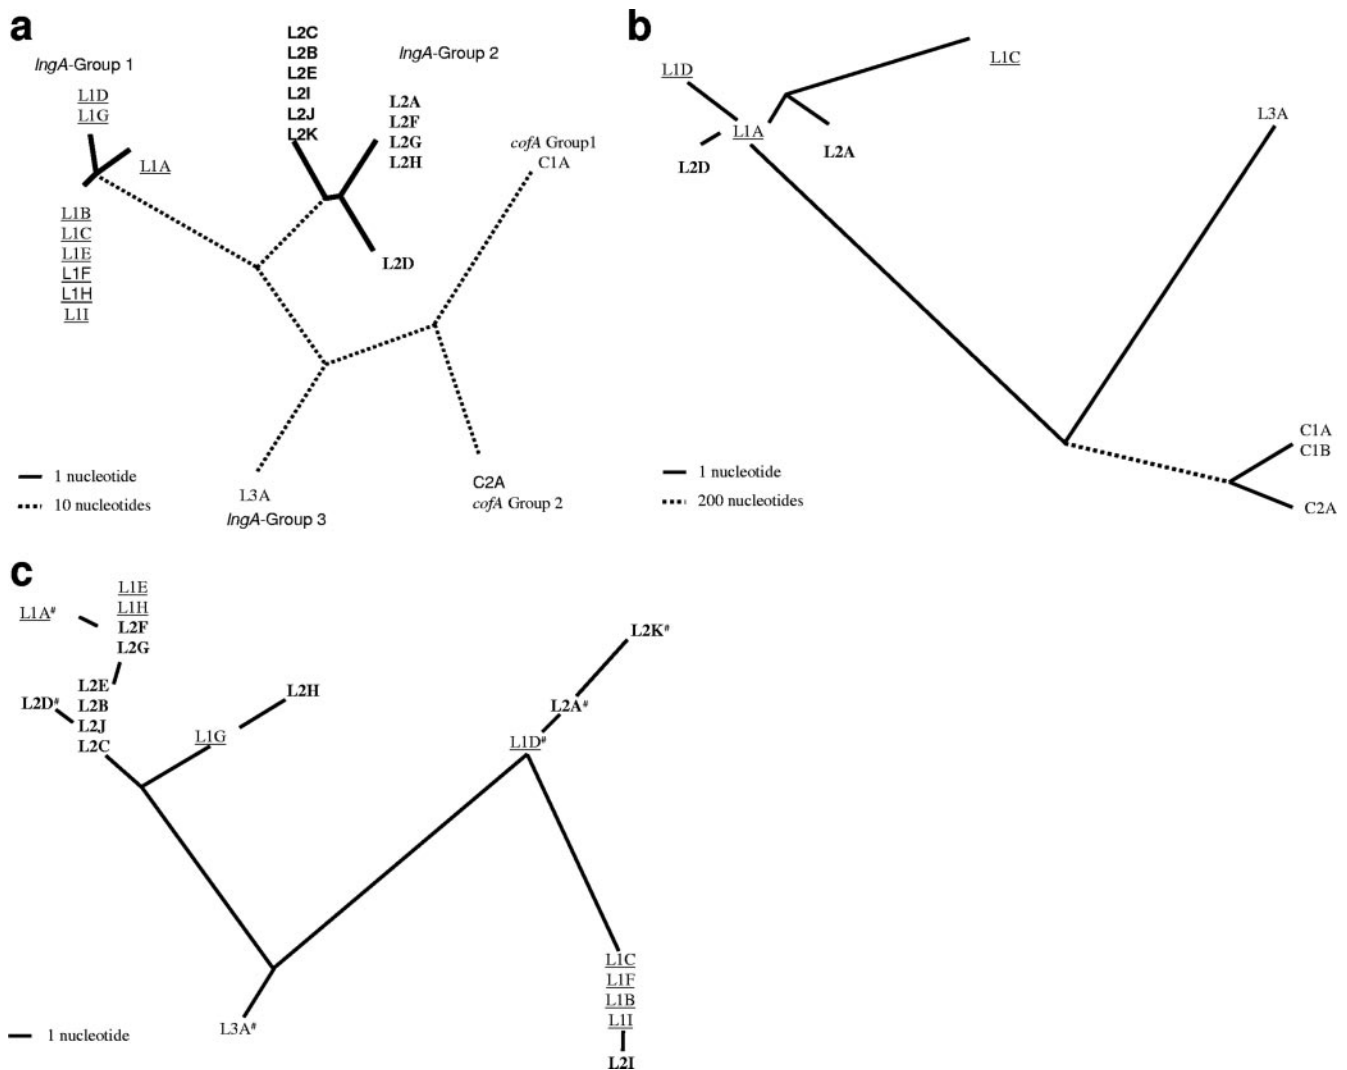 a
lngA-Group 1
L1D
L1G
L1A
L1B
L1C
L1E
L1F
L1H
L1I
L2C
L2B
L2E
L2I
L2J
L2K
lngA-Group 2
L2A
L2F
L2G
L2H
L2D
cofA Group1
C1A
L3A
lngA-Group 3
C2A
cofA Group 2
1 nucleotide
10 nucleotides
b
L1D
L1C
L1A
L2D
L2A
L3A
C1A
C1B
C2A
1 nucleotide
200 nucleotides
c
L1A#
L1E
L1H
L2F
L2G
L2D#
L2E
L2B
L2J
L2C
L2H
L1G
L2K#
L2A#
L1D#
L1C
L1F
L1B
L1I
L2I
L3A#
1 nucleotide